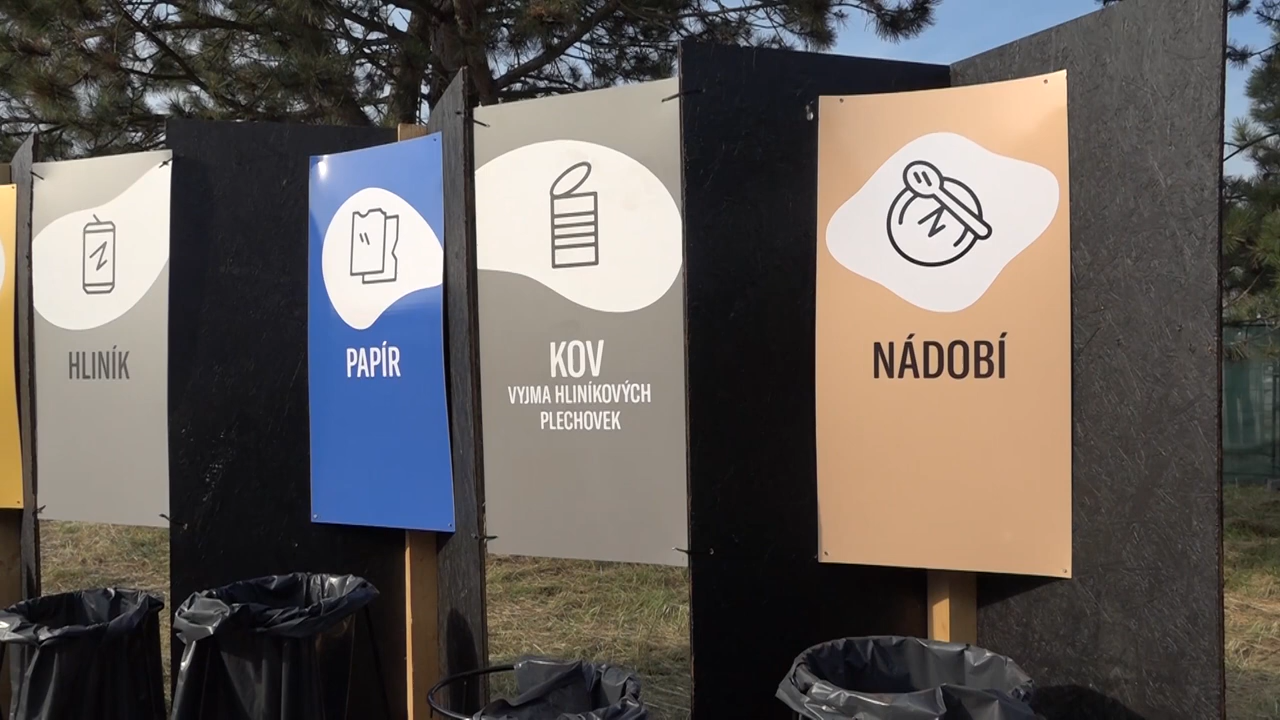 HLINÍK
PAPÍR
KOV
VYJMA HLINÍKOVÝCH
PLECHOVEK
NÁDOBÍ